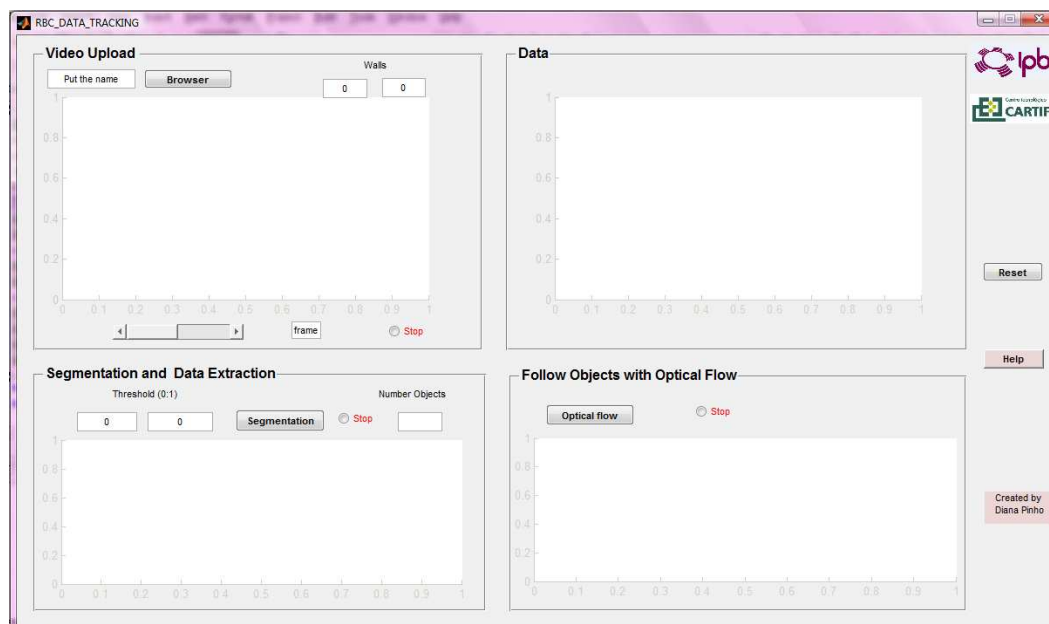 RBC_DATA_TRACKING
Video Upload
Put the name
Browser
Walls
0
0
1
0.8
0.6
0.4
0.2
0
0 0.1 0.2 0.3 0.4 0.5 0.6 0.7 0.8 0.9 1
frame
Stop
Data
1
0.8
0.6
0.4
0.2
0
0 0.1 0.2 0.3 0.4 0.5 0.6 0.7 0.8 0.9 1
ipb
CARTIF
Reset
Help
Segmentation and Data Extraction
Threshold (0:1)
Number Objects
0
0
Segmentation
Stop
1
0.8
0.6
0.4
0.2
0
0 0.1 0.2 0.3 0.4 0.5 0.6 0.7 0.8 0.9 1
Follow Objects with Optical Flow
Optical flow
Stop
1
0.8
0.6
0.4
0.2
0
0 0.1 0.2 0.3 0.4 0.5 0.6 0.7 0.8 0.9 1
Created by
Diana Pinho